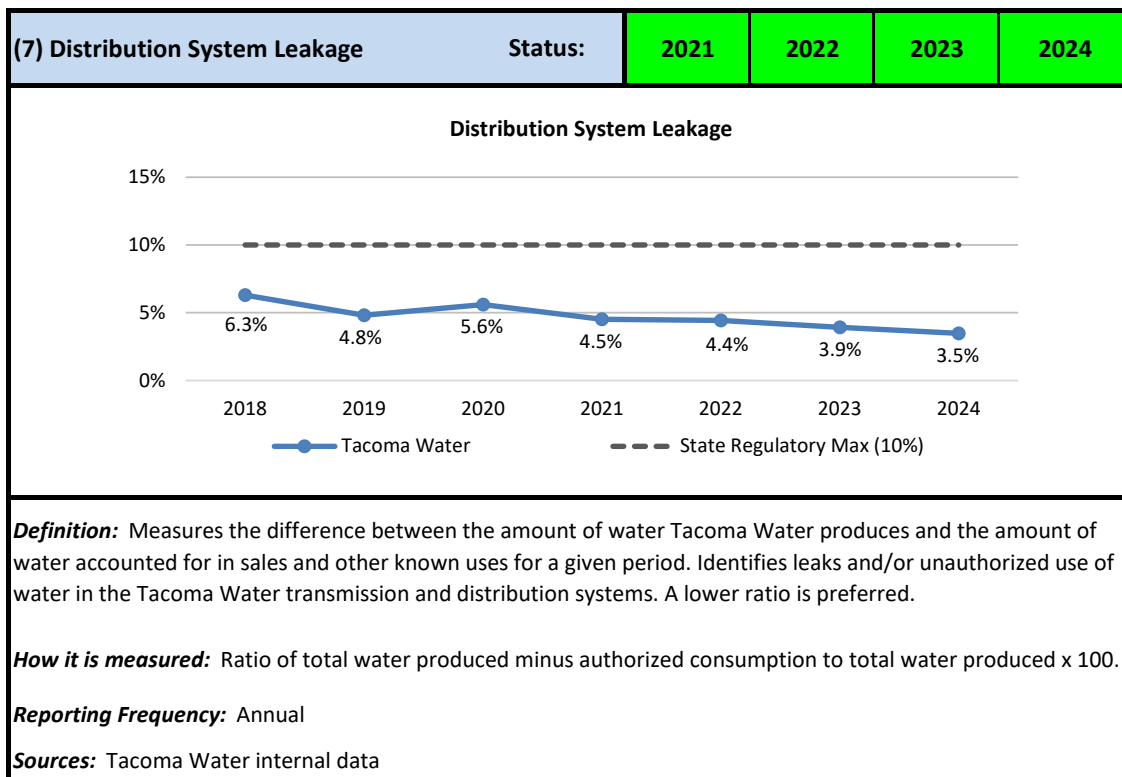 (7) Distribution System Leakage Status: 2021 2022 2023 2024
Distribution System Leakage
15%
10%
5%
0%
6.3% 4.8% 5.6% 4.5% 4.4% 3.9% 3.5%
2018 2019 2020 2021 2022 2023 2024
Tacoma Water State Regulatory Max (10%)
Definition: Measures the difference between the amount of water Tacoma Water produces and the amount of
water accounted for in sales and other known uses for a given period. Identifies leaks and/or unauthorized use of
water in the Tacoma Water transmission and distribution systems. A lower ratio is preferred.
How it is measured: Ratio of total water produced minus authorized consumption to total water produced x 100.
Reporting Frequency: Annual
Sources: Tacoma Water internal data